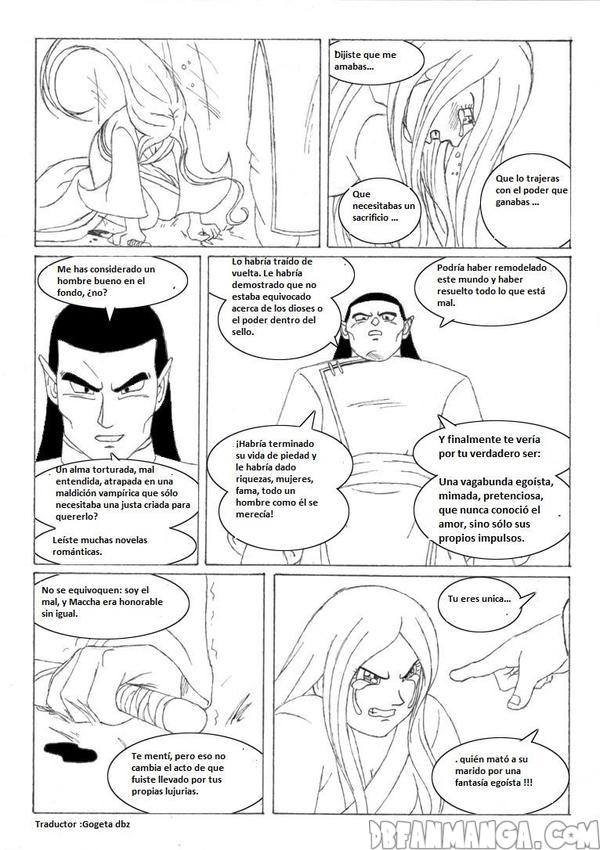 Dijiste que me
amabas...
Que
necesitabas un
sacrificio ...
Que lo trajeras
con el poder que
ganabas ...
Me has considerado un
hombre bueno en el
fondo, ¿no?
Un alma torturada, mal
entendida, atrapada en una
maldición vampírica que sólo
necesitaba una justa criada para
quererlo?
Leíste muchas novelas
románticas.
Lo habría traído de
vuelta. Le habría
demostrado que no
estaba equivocado
acerca de los dioses o
el poder dentro del
sello.
Podría haber remodelado
este mundo y haber
resuelto todo lo que está
mal.
¡Habría terminado
su vida de piedad y
le habría dado
riquezas, mujeres,
fama, todo un
hombre como él se
merecía!
Y finalmente te vería
por tu verdadero ser:
Una vagabunda egoísta,
mimada, pretenciosa,
que nunca conoció el
amor, sino sólo sus
propios impulsos.
No se equivoquen: soy el
mal, y Maccha era honorable
sin igual.
Te mentí, pero eso no
cambia el acto de que
fuiste llevado por tus
propias lujurias.
Tu eres unica...
. quién mató a su
marido por una
fantasía egoísta !!!
Traductor :Gogeta dbz
DBFANMANGA.COM